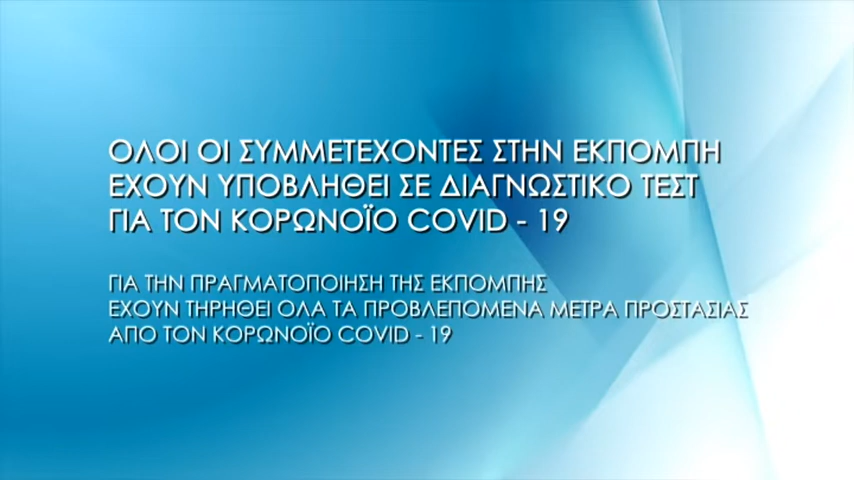 ΟΛΟΙ ΟΙ ΣΥΜΜΕΤΕΧΟΝΤΕΣ ΣΤΗΝ ΕΚΠΟΜΠΗ
ΕΧΟΥΝ ΥΠΟΒΛΗΘΕΙ ΣΕ ΔΙΑΓΝΩΣΤΙΚΟ ΤΕΣΤ
ΓΙΑ ΤΟΝ ΚΟΡΩΝΟΪΟ COVID - 19
ΓΙΑ ΤΗΝ ΠΡΑΓΜΑΤΟΠΟΙΗΣΗ ΤΗΣ ΕΚΠΟΜΠΗΣ
ΕΧΟΥΝ ΤΗΡΗΘΕΙ ΟΛΑ ΤΑ ΠΡΟΒΛΕΠΟΜΕΝΑ ΜΕΤΡΑ ΠΡΟΣΤΑΣΙΑΣ
ΑΠΟ ΤΟΝ ΚΟΡΩΝΟΪΟ COVID - 19